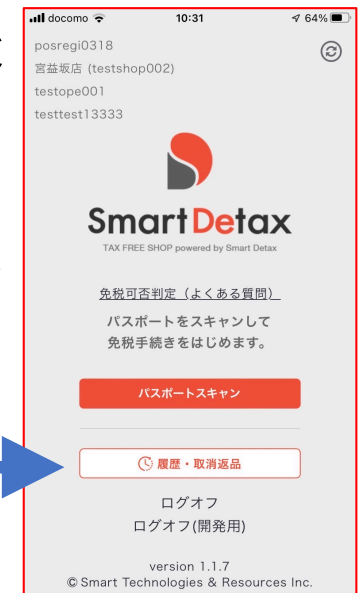 docomo 10:31 64%
posregi0318
宮益坂店 (testshop002)
testope001
testtest13333
SmartDetax
TAX FREE SHOP powered by Smart Detax
免税可否判定（よくある質問）
パスポートをスキャンして
免税手続きをはじめます。
パスポートスキャン
履歴・取消返品
ログオフ
ログオフ(開発用)
version 1.1.7
© Smart Technologies & Resources Inc.